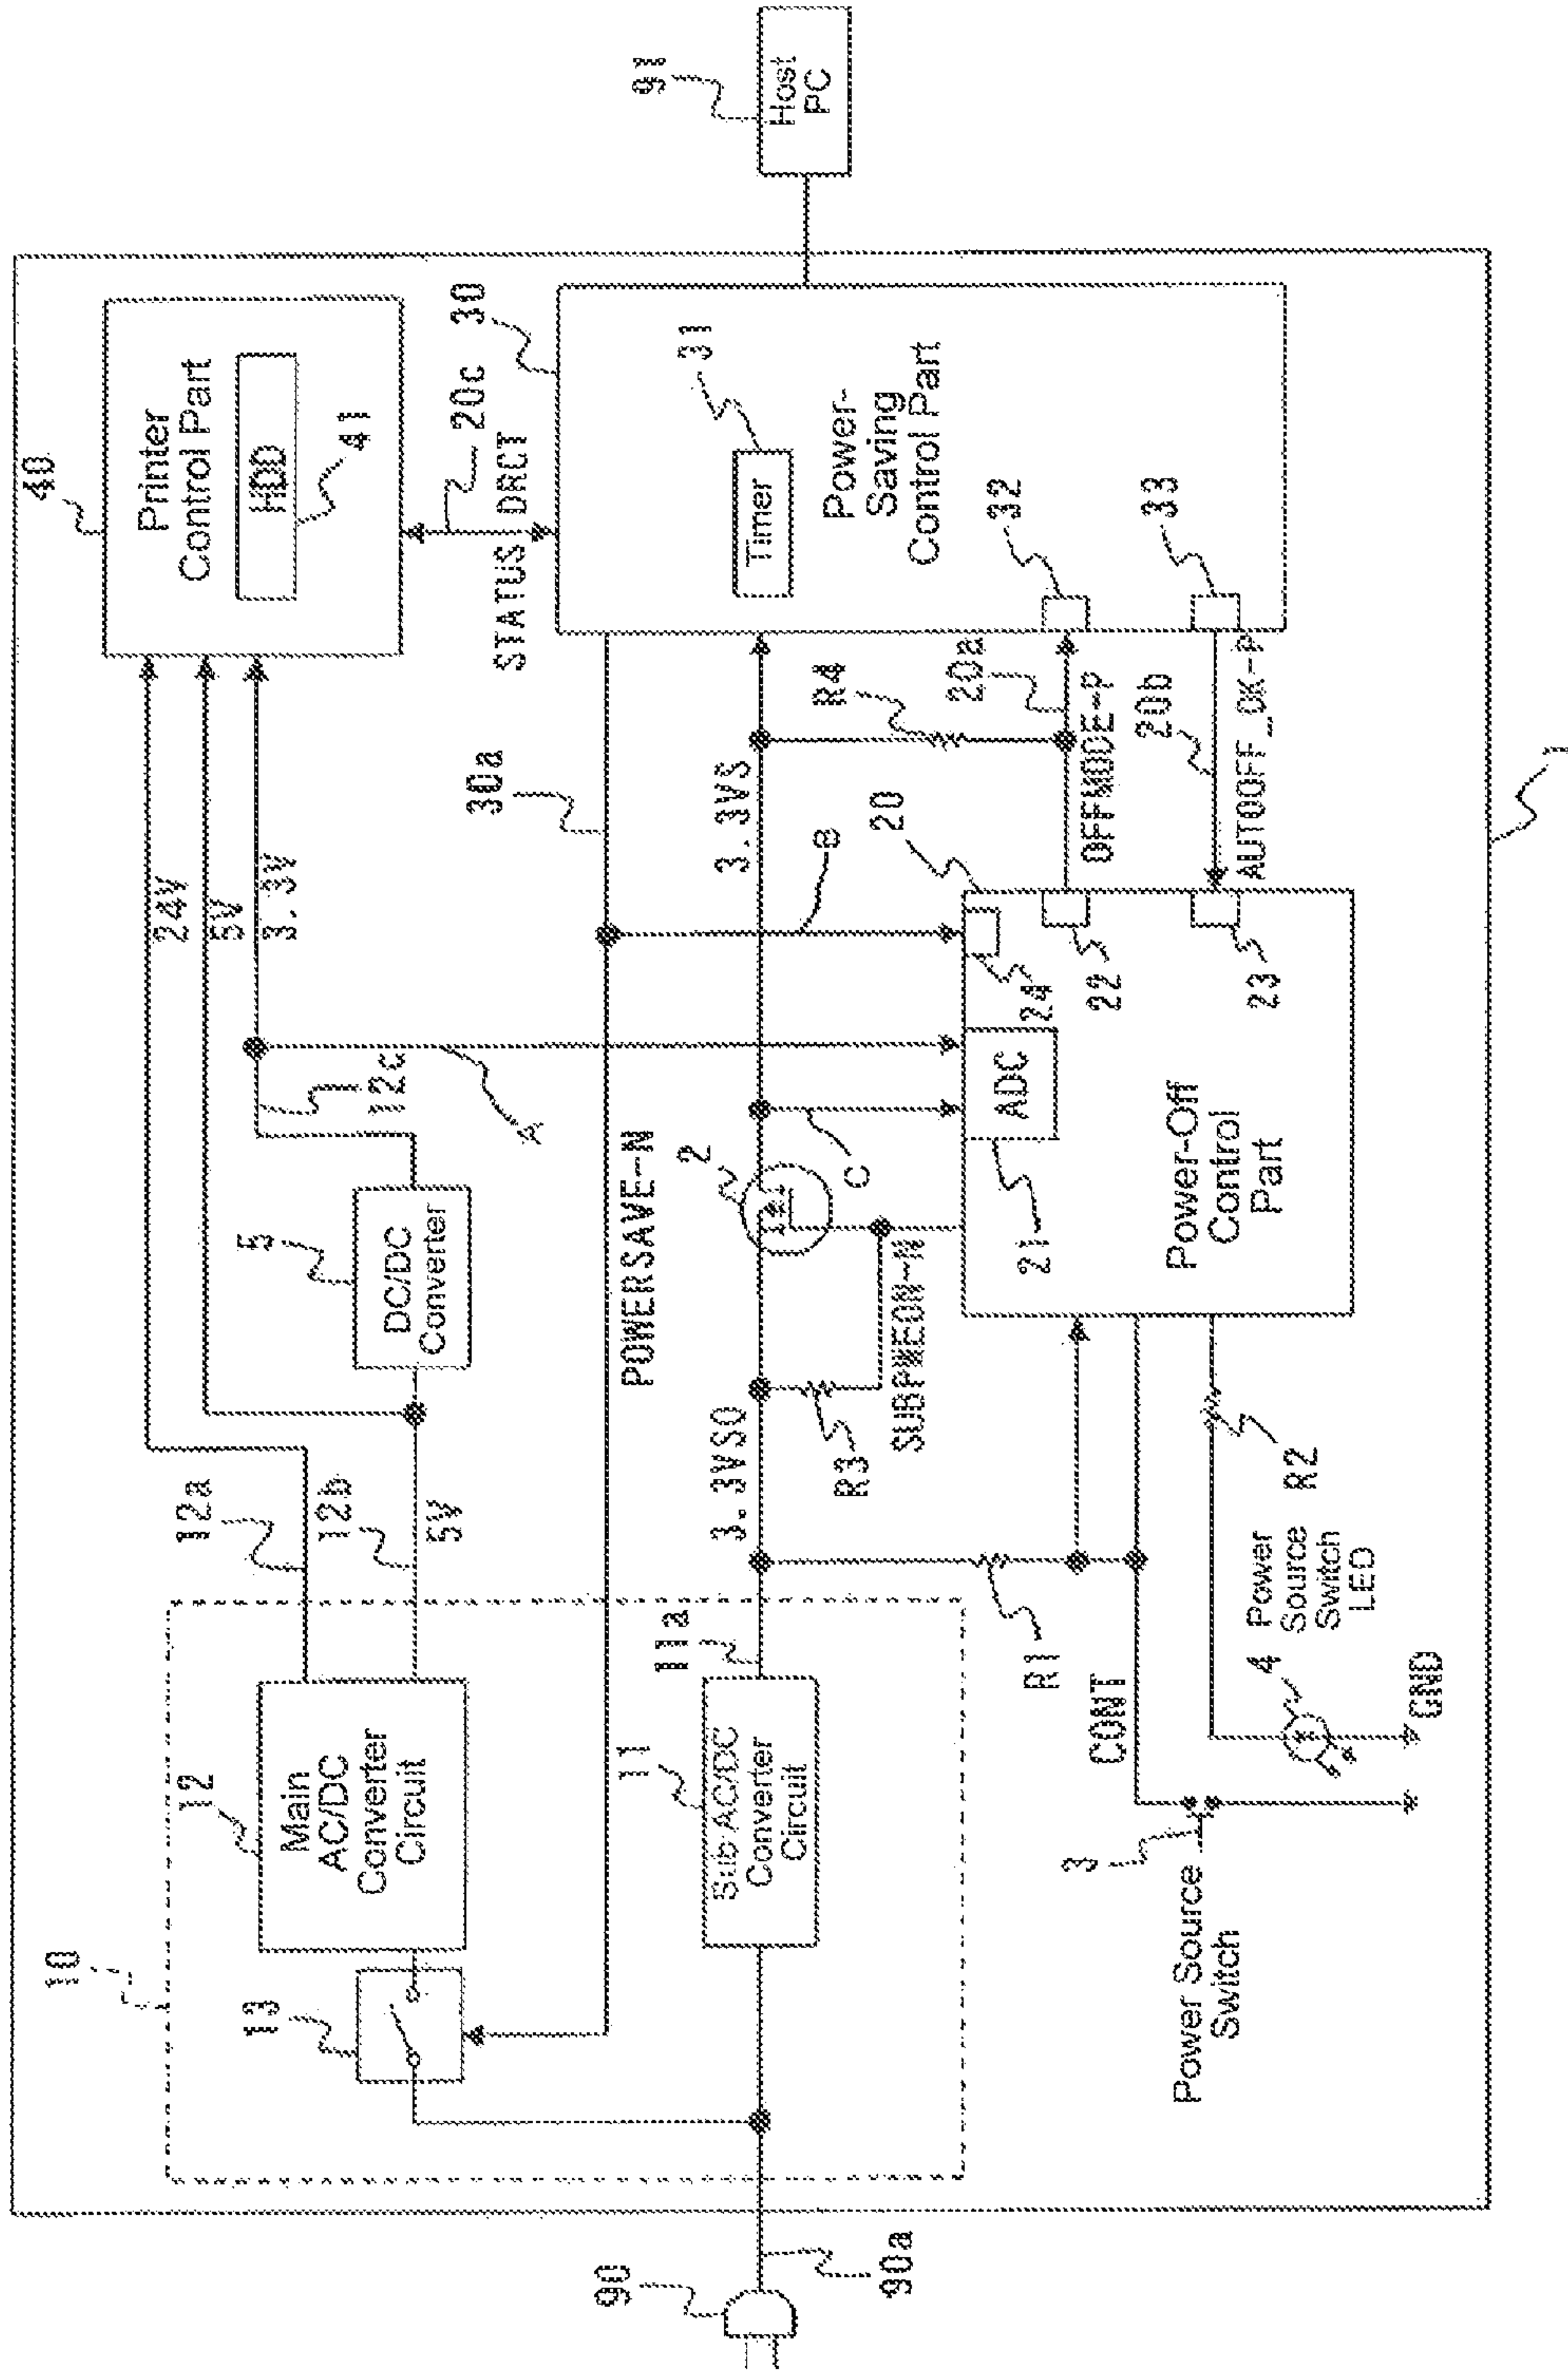 10
12
Main
AC/DC
Converter
Circuit
13
12a
12b
5V
5
DC/DC
Converter
24V
5V
3.3V
12c
A
40
Printer
Control Part
HDD
41
STATUS
DRCT
20c
30
30a
POWERSAVE-N
11
Sub AC/DC
Converter
Circuit
11a
3.3VS0
2
3.3VS
R4
R3
SUBPWEON-N
C
B
20
20a
OFFMODE-P
20b
AUTOOFF_OK-P
31
Timer
Power-
Saving
Control Part
32
33
91
Host
PC
90
90a
R1
CONT
21
ADC
24
22
23
Power-Off
Control
Part
R2
3
Power Source
Switch
4
Power
Source
Switch
LED
GND
1